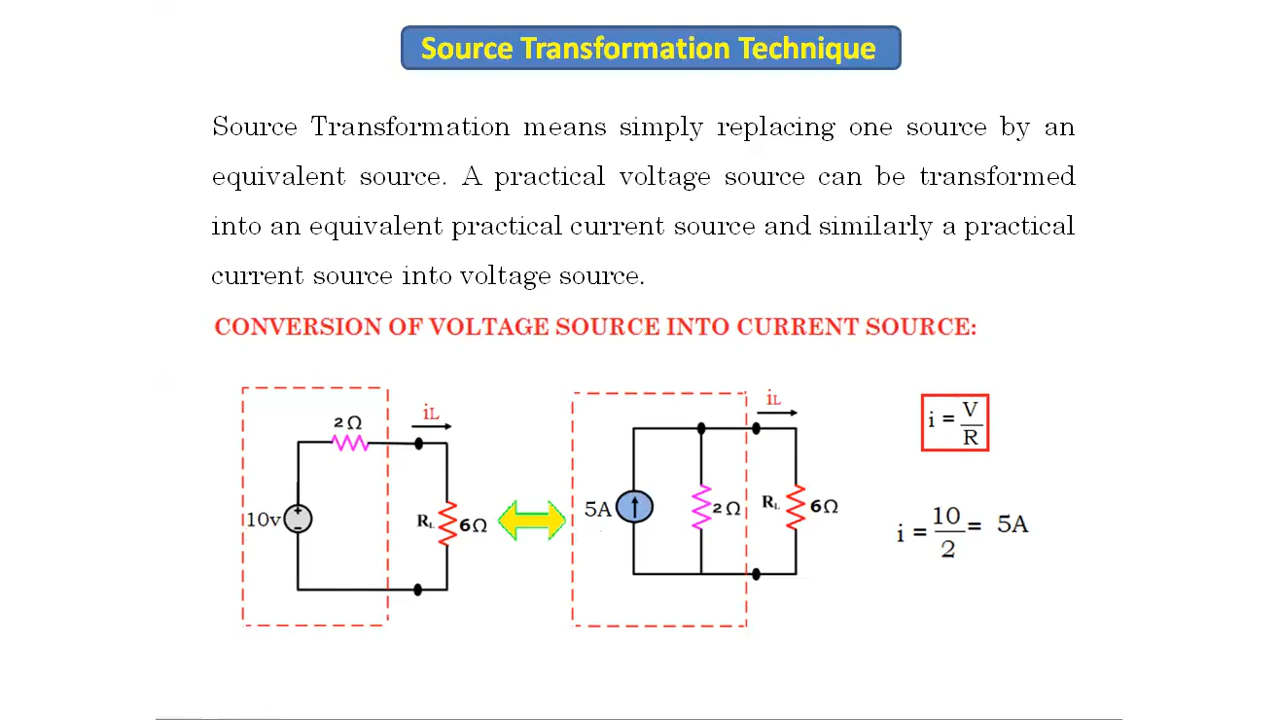 Source Transformation Technique
Source Transformation means simply replacing one source by an
equivalent source. A practical voltage source can be transformed
into an equivalent practical current source and similarly a practical
current source into voltage source.
CONVERSION OF VOLTAGE SOURCE INTO CURRENT SOURCE:
2Ω
iL
10v
+
−
RL
6Ω
iL
5A
2Ω
RL
6Ω
i = V/R
i = 10/2 = 5A